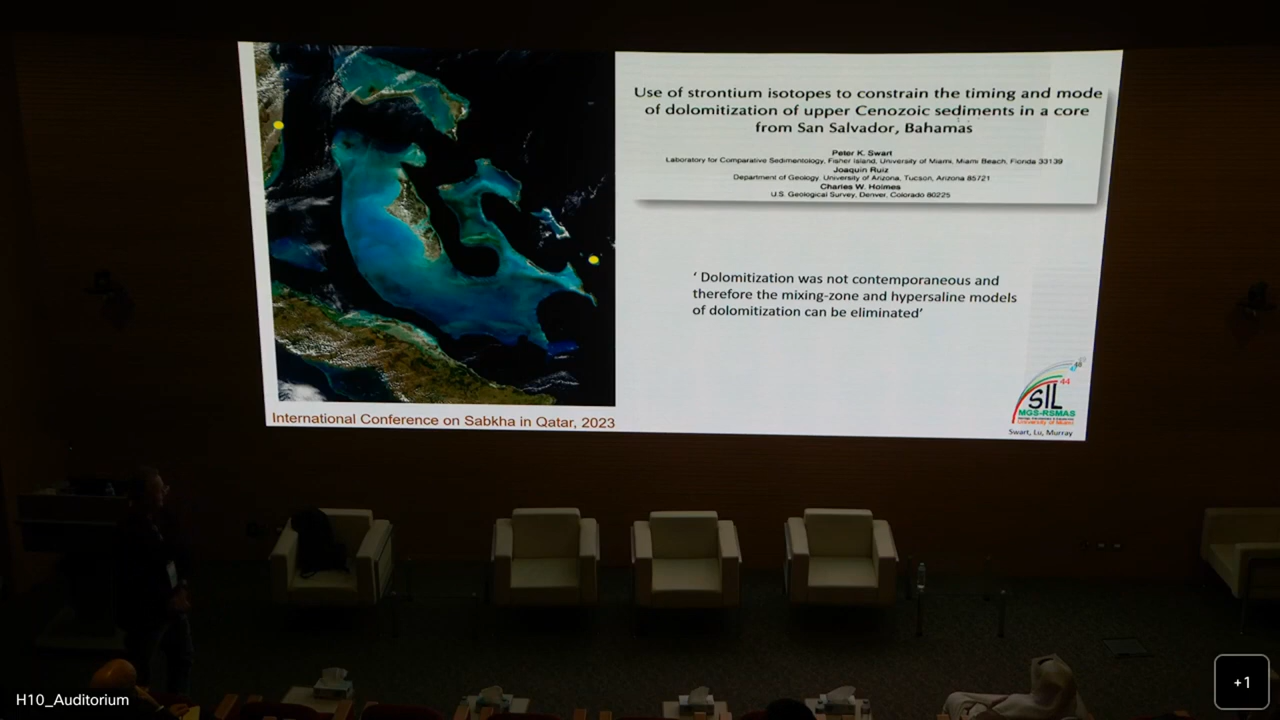 Use of strontium isotopes to constrain the timing and mode
of dolomitization of upper Cenozoic sediments in a core
from San Salvador, Bahamas
Peter K. Swart
Laboratory for Comparative Sedimentology, Fisher Island, University of Miami, Miami Beach, Florida 33139
Joaquin Ruiz
Department of Geology, University of Arizona, Tucson, Arizona 85721
Charles W. Holmes
U.S. Geological Survey, Denver, Colorado 80225
‘ Dolomitization was not contemporaneous and
therefore the mixing-zone and hypersaline models
of dolomitization can be eliminated’
44
SIL
MGS-RSMAS
University of Miami
Swart, Lu, Murray
International Conference on Sabkha in Qatar, 2023
H10_Auditorium
+1